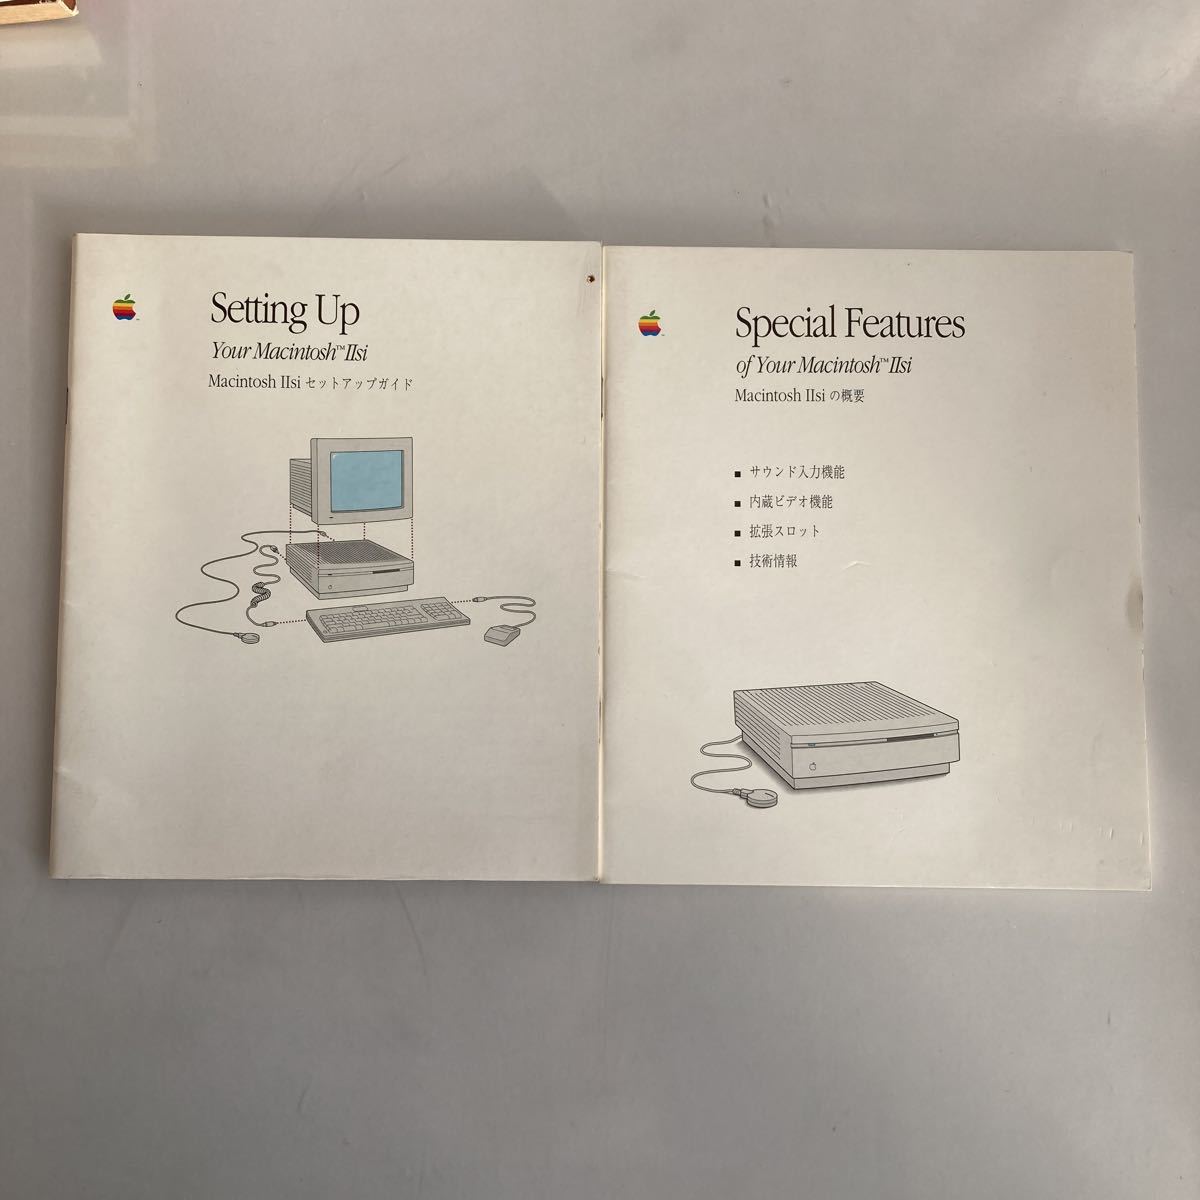 Setting Up
Your Macintosh™ IIsi
Macintosh IIsi セットアップガイド
Special Features
of Your Macintosh™ IIsi
Macintosh IIsi の概要
■ サウンド入力機能
■ 内蔵ビデオ機能
■ 拡張スロット
■ 技術情報